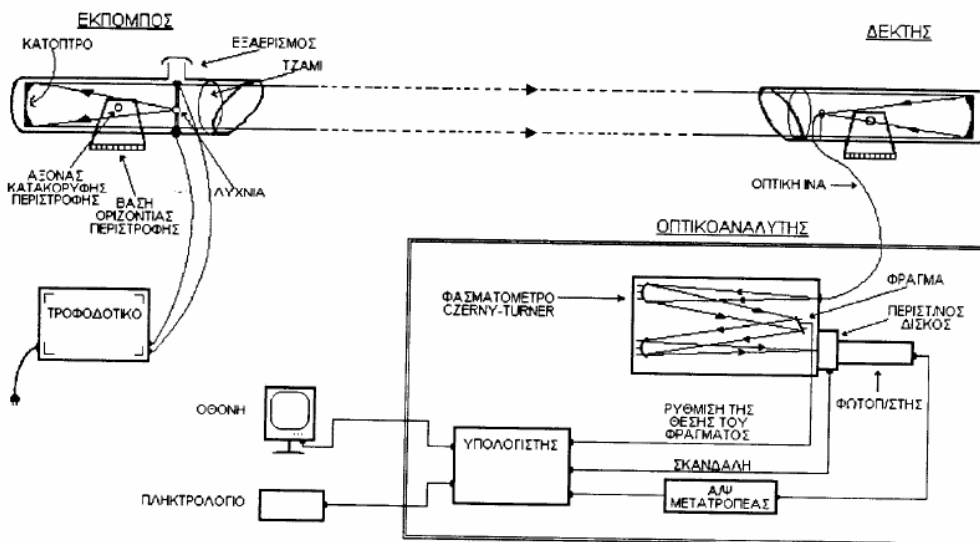 ΕΚΠΟΜΠΟΣ
ΔΕΚΤΗΣ
ΚΑΤΟΠΤΡΟ
ΕΞΑΕΡΙΣΜΟΣ
ΤΖΑΜΙ
ΑΞΟΝΑΣ
ΚΑΤΑΚΟΡΥΦΗΣ
ΠΕΡΙΣΤΡΟΦΗΣ
ΒΑΣΗ
ΟΡΙΖΟΝΤΙΑΣ
ΠΕΡΙΣΤΡΟΦΗΣ
ΛΥΧΝΙΑ
ΟΠΤΙΚΗ ΙΝΑ
ΟΠΤΙΚΟΑΝΑΛΥΤΗΣ
ΤΡΟΦΟΔΟΤΙΚΟ
ΦΑΣΜΑΤΟΜΕΤΡΟ
CZERNY-TURNER
ΦΡΑΓΜΑ
ΠΕΡΙΣΤ/ΝΟΣ
ΔΙΣΚΟΣ
ΦΩΤΟΠ/ΣΤΗΣ
ΟΘΟΝΗ
ΥΠΟΛΟΓΙΣΤΗΣ
ΡΥΘΜΙΣΗ ΤΗΣ
ΘΕΣΗΣ ΤΟΥ
ΦΡΑΓΜΑΤΟΣ
ΣΚΑΝΔΑΛΗ
ΠΛΗΚΤΡΟΛΟΓΙΟ
Α/Ψ
ΜΕΤΑΤΡΟΠΕΑΣ